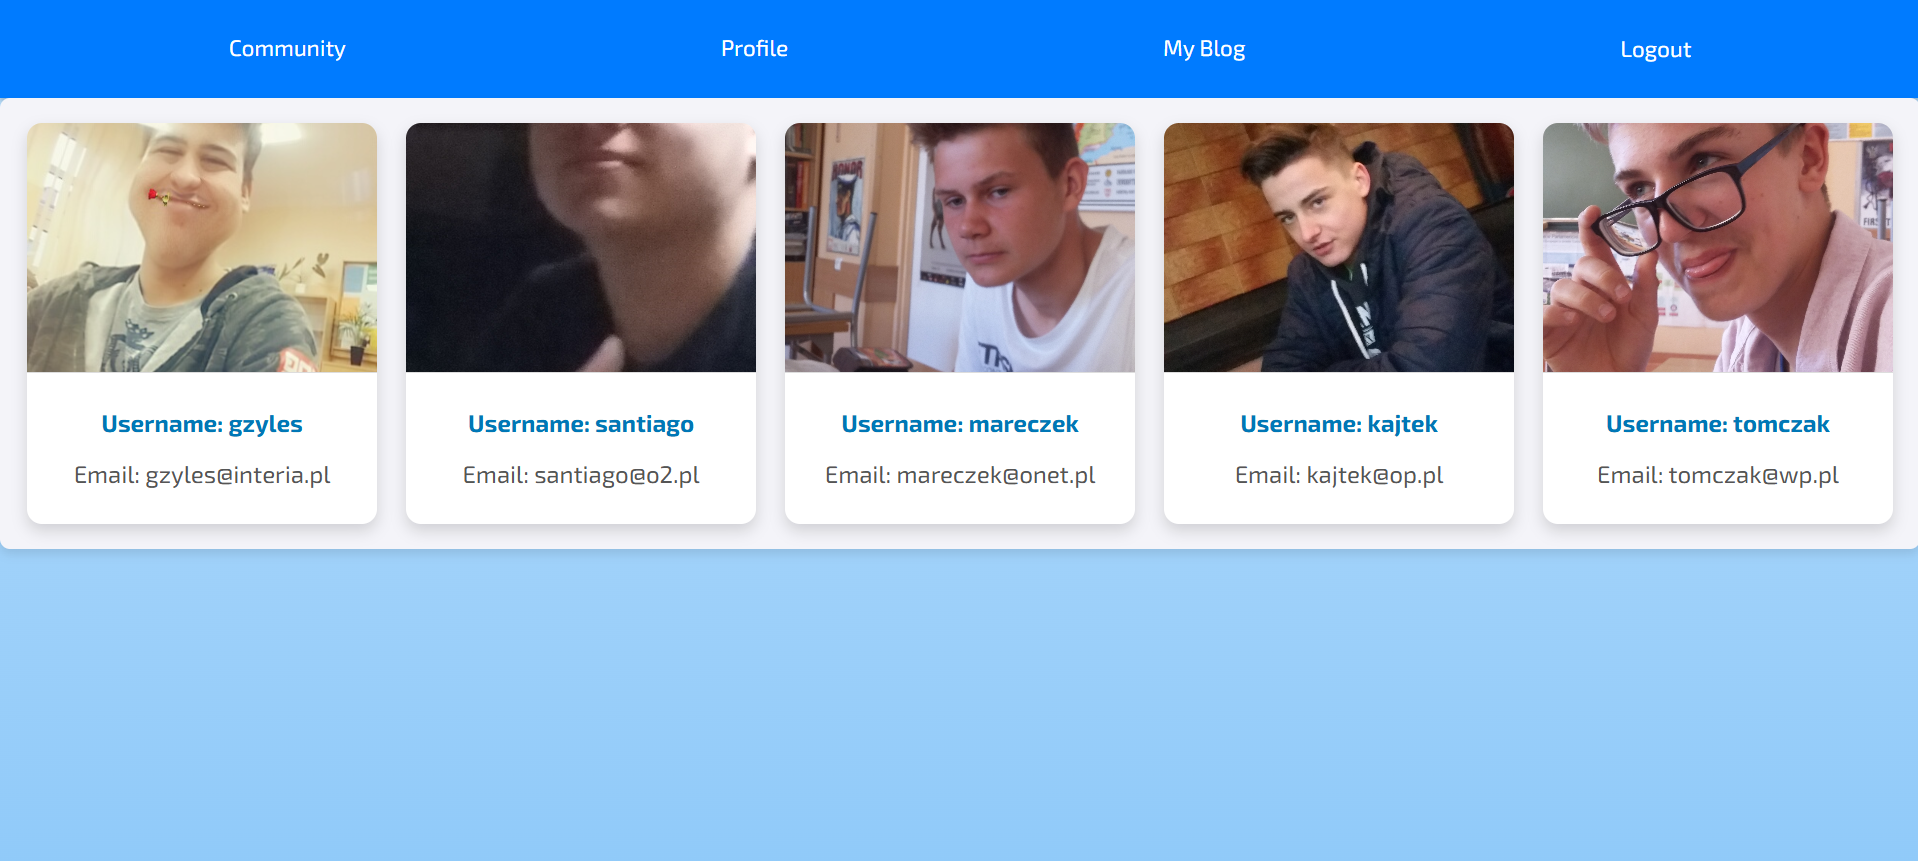 Community
Profile
My Blog
Logout
Username: gzyles
Email: gzyles@interia.pl
Username: santiago
Email: santiago@o2.pl
Username: mareczek
Email: mareczek@onet.pl
Username: kajtek
Email: kajtek@op.pl
Username: tomczak
Email: tomczak@wp.pl